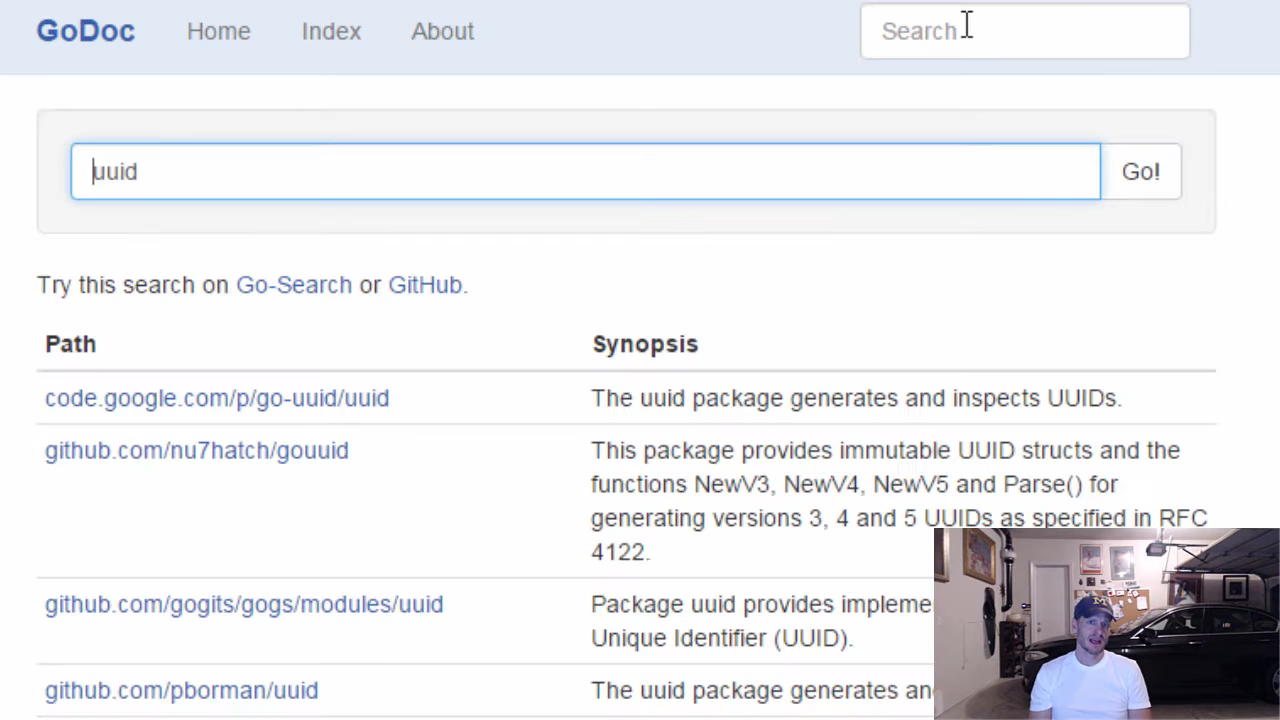 GoDoc Home Index About Search
uuid Go!
Try this search on Go-Search or GitHub.
Path Synopsis
code.google.com/p/go-uuid/uuid The uuid package generates and inspects UUIDs.
github.com/nu7hatch/gouuid This package provides immutable UUID structs and the
functions NewV3, NewV4, NewV5 and Parse() for
generating versions 3, 4 and 5 UUIDs as specified in RFC
4122.
github.com/gogits/gogs/modules/uuid Package uuid provides
Unique Identifier (UUID).
github.com/pborman/uuid The uuid package generates